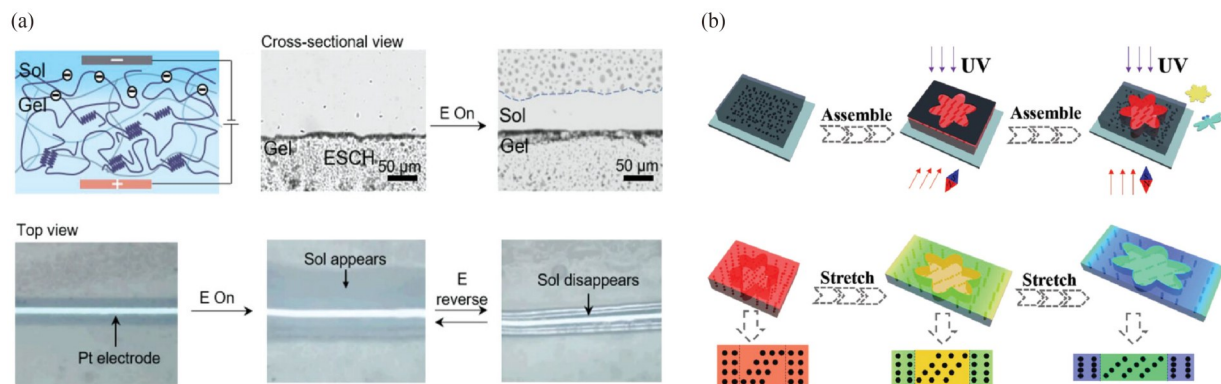 (a)
Sol
Gel
−
+
Cross-sectional view
Gel
ESCH
50 μm
E On
Sol
Gel
50 μm
Top view
Pt electrode
E On
Sol appears
E
reverse
Sol disappears
(b)
UV
Assemble
Assemble
UV
Stretch
Stretch